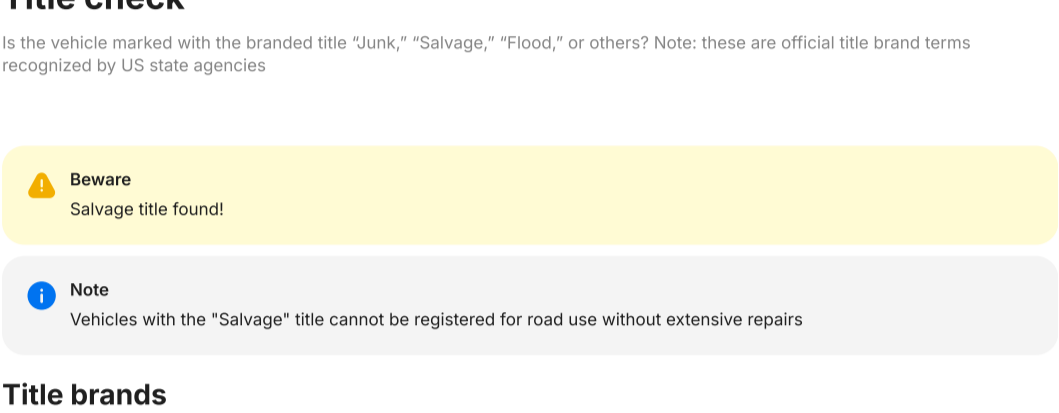 Title check
Is the vehicle marked with the branded title “Junk,” “Salvage,” “Flood,” or others? Note: these are official title brand terms
recognized by US state agencies
Beware
Salvage title found!
Note
Vehicles with the "Salvage" title cannot be registered for road use without extensive repairs
Title brands